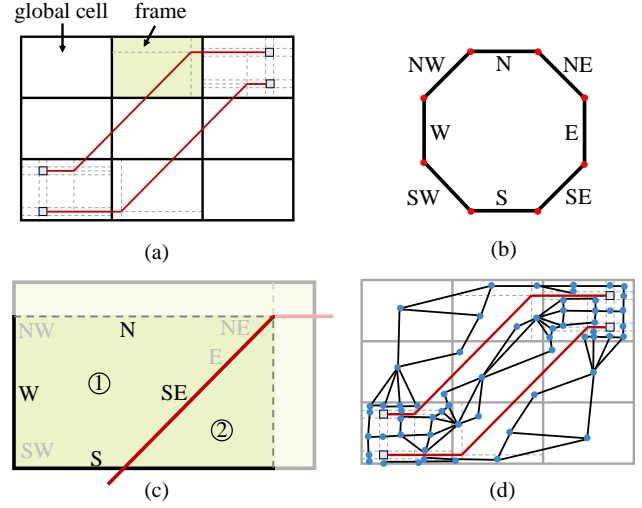 global cell frame
(a)
NW N NE
W E
SW S SE
(b)
NW N NE
E
W ① SE
②
SW S
(c)
(d)